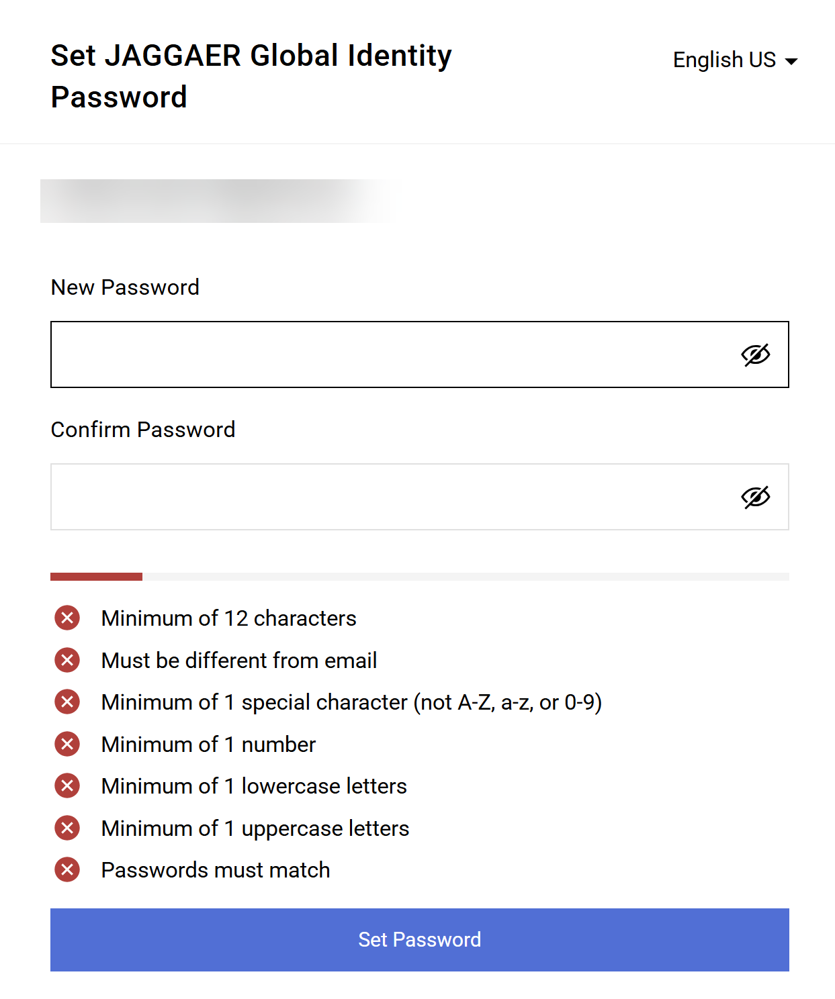 Set JAGGAER Global Identity
Password
English US
New Password
Confirm Password
Minimum of 12 characters
Must be different from email
Minimum of 1 special character (not A-Z, a-z, or 0-9)
Minimum of 1 number
Minimum of 1 lowercase letters
Minimum of 1 uppercase letters
Passwords must match
Set Password